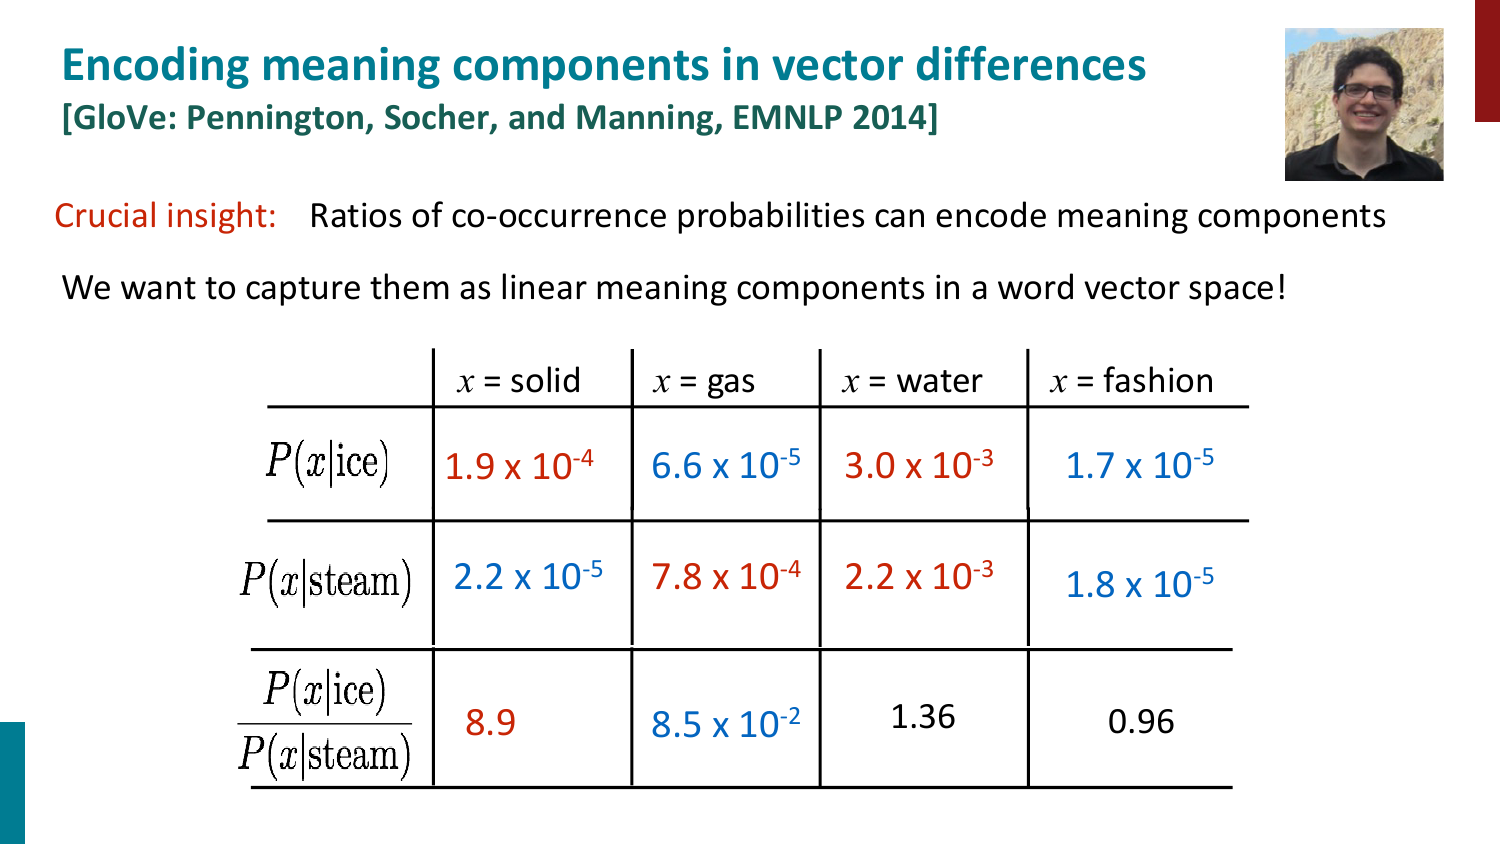 Encoding meaning components in vector differences
[GloVe: Pennington, Socher, and Manning, EMNLP 2014]
Crucial insight: Ratios of co-occurrence probabilities can encode meaning components
We want to capture them as linear meaning components in a word vector space!
x = solid x = gas x = water x = fashion
P(x|ice) 1.9 x 10⁻⁴ 6.6 x 10⁻⁵ 3.0 x 10⁻³ 1.7 x 10⁻⁵
P(x|steam) 2.2 x 10⁻⁵ 7.8 x 10⁻⁴ 2.2 x 10⁻³ 1.8 x 10⁻⁵
P(x|ice)
P(x|steam) 8.9 8.5 x 10⁻² 1.36 0.96